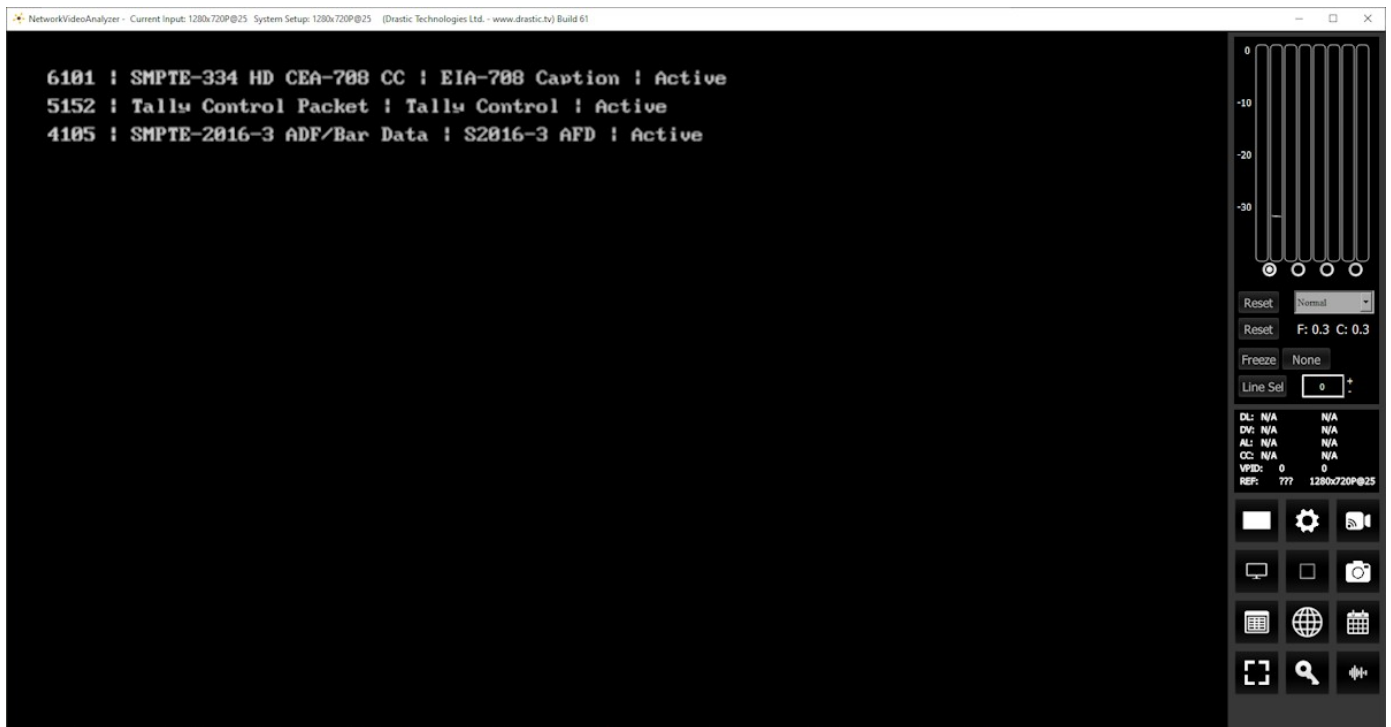 NetworkVideoAnalyzer - Current Input: 1280x720P@25 System Setup: 1280x720P@25 (Drastic Technologies Ltd. - www.drastic.tv) Build 61
6101 | SMPTE-334 HD CEA-708 CC | EIA-708 Caption | Active
5152 | Tally Control Packet | Tally Control | Active
4105 | SMPTE-2016-3 ADF/Bar Data | S2016-3 AFD | Active
0
-10
-20
-30
Reset Normal
Reset F: 0.3 C: 0.3
Freeze None
Line Sel 0 + -
DL: N/A N/A
DV: N/A N/A
AL: N/A N/A
CC: N/A N/A
VPID: 0 0
REF: ??? 1280x720P@25